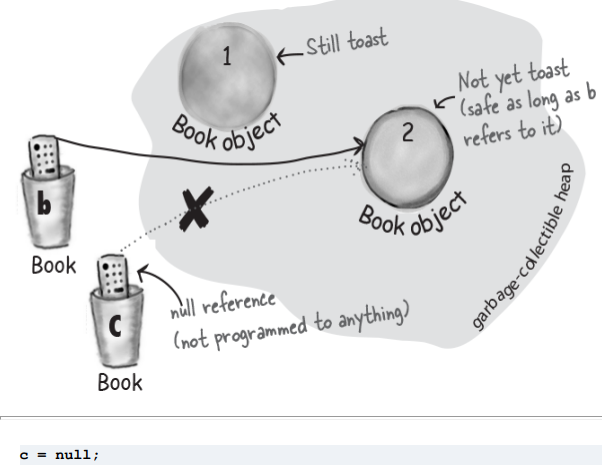 1
Still toast
Book object
Not yet toast
(safe as long as b
refers to it)
2
Book object
b
Book
garbage-collectible heap
null reference
(not programmed to anything)
C
Book
c = null;